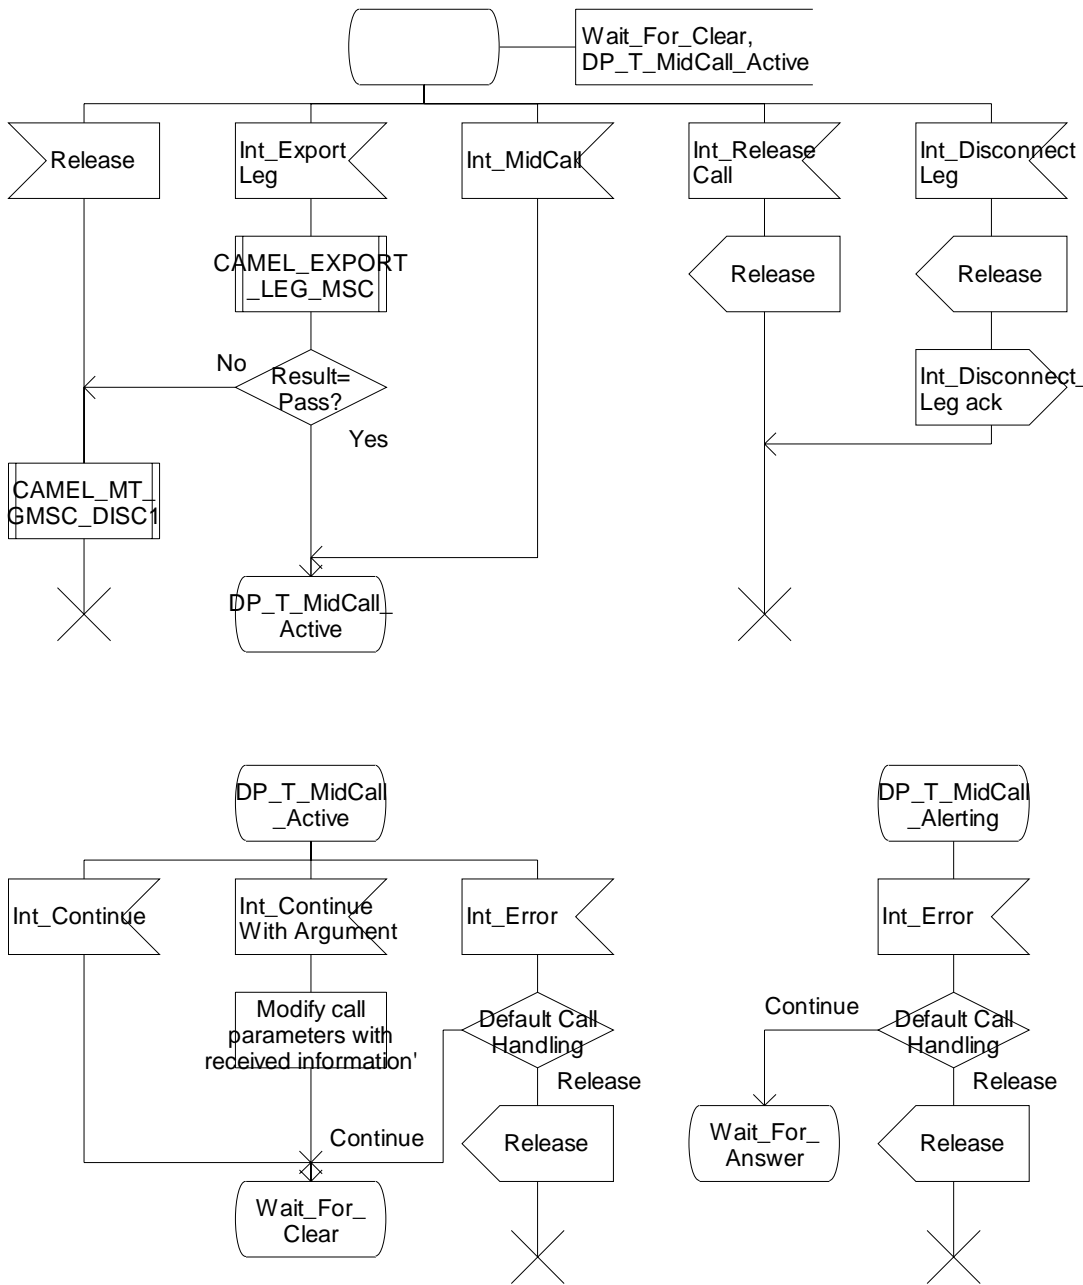 Wait_For_Clear,
DP_T_MidCall_Active
Release
Int_Export
Leg
Int_MidCall
Int_Release
Call
Int_Disconnect
Leg
CAMEL_EXPORT
_LEG_MSC
Release
Release
No
Result=
Pass?
Yes
Int_Disconnect_
Leg ack
CAMEL_MT_
GMSC_DISC1
DP_T_MidCall_
Active
DP_T_MidCall
_Active
DP_T_MidCall
_Alerting
Int_Continue
Int_Continue
With Argument
Int_Error
Int_Error
Modify call
parameters with
received information'
Default Call
Handling
Continue
Default Call
Handling
Release
Release
Continue
Release
Wait_For_
Answer
Release
Wait_For_
Clear